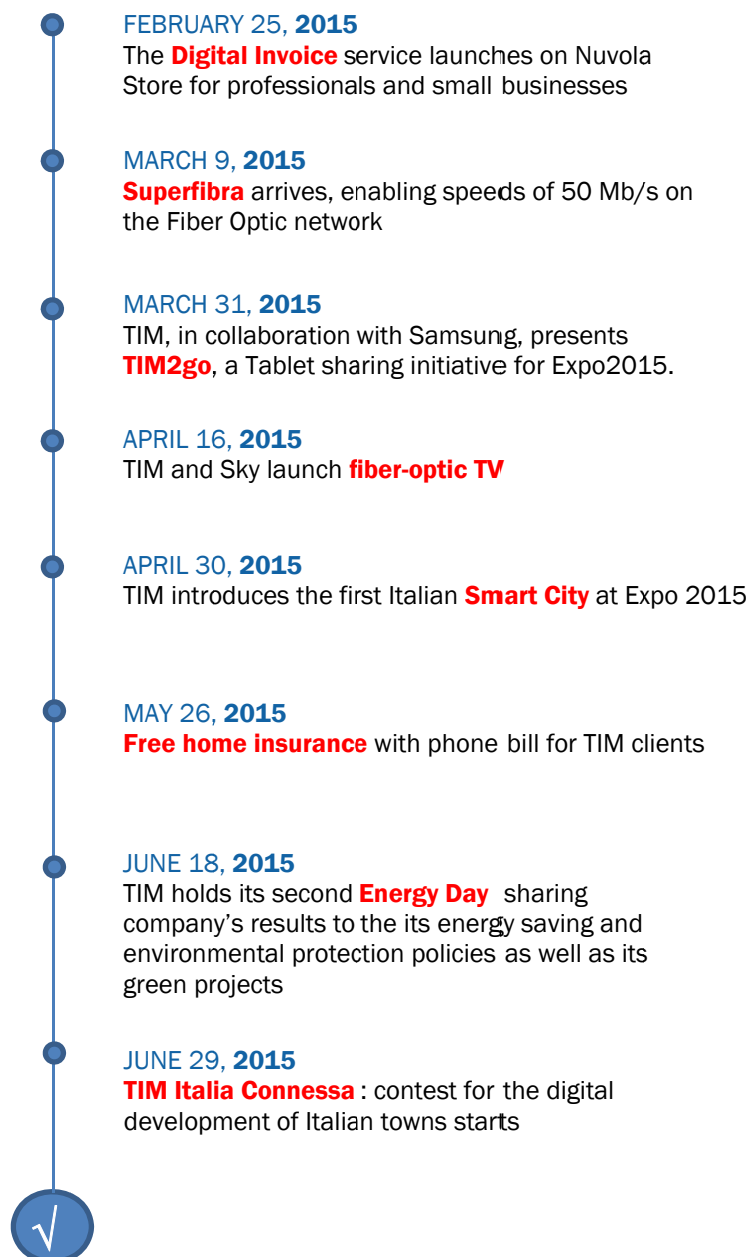 FEBRUARY 25, 2015
The Digital Invoice service launches on Nuvola
Store for professionals and small businesses
MARCH 9, 2015
Superfibra arrives, enabling speeds of 50 Mb/s on
the Fiber Optic network
MARCH 31, 2015
TIM, in collaboration with Samsung, presents
TIM2go, a Tablet sharing initiative for Expo2015.
APRIL 16, 2015
TIM and Sky launch fiber-optic TV
APRIL 30, 2015
TIM introduces the first Italian Smart City at Expo 2015
MAY 26, 2015
Free home insurance with phone bill for TIM clients
JUNE 18, 2015
TIM holds its second Energy Day sharing
company's results to the its energy saving and
environmental protection policies as well as its
green projects
JUNE 29, 2015
TIM Italia Connessa : contest for the digital
development of Italian towns starts
√